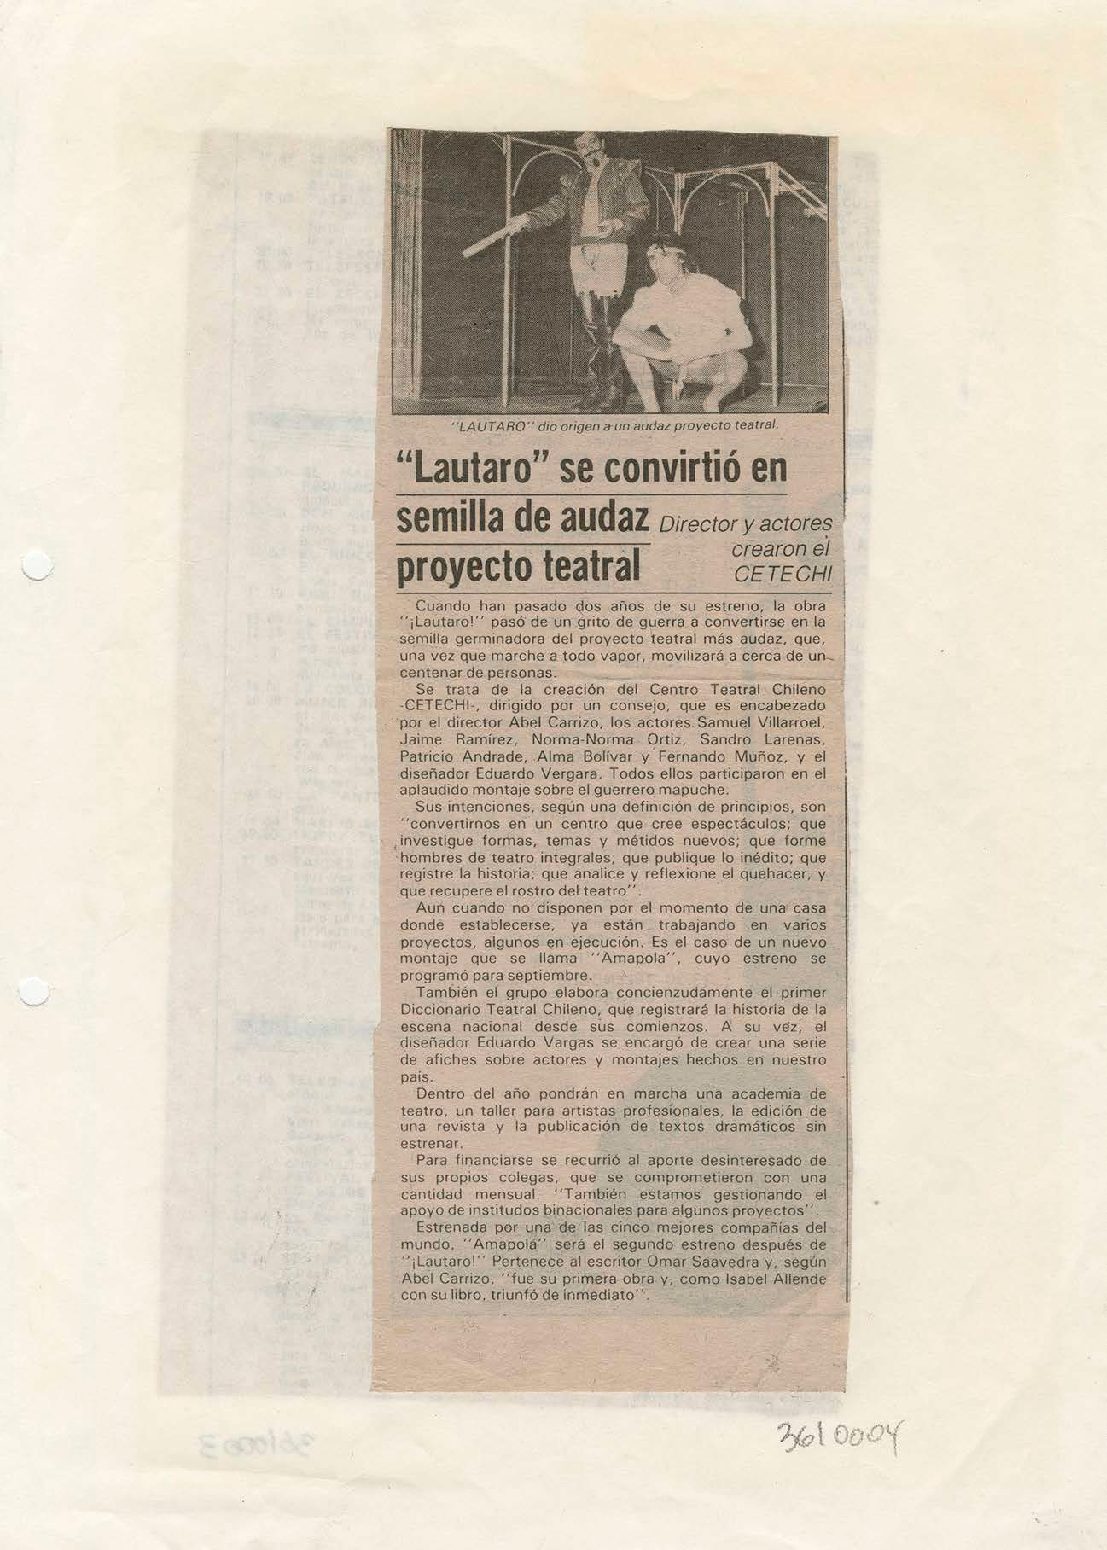 "LAUTARO" dio origen a un audaz proyecto teatral.
"Lautaro" se convirtió en
semilla de audaz
proyecto teatral
Director y actores
crearon el
CETECHI
Cuando han pasado dos años de su estreno, la obra
"¡Lautaro!" pasó de un grito de guerra a convertirse en la
semilla germinadora del proyecto teatral más audaz, que,
una vez que marche a todo vapor, movilizará a cerca de un
centenar de personas.
Se trata de la creación del Centro Teatral Chileno
-CETECHI-, dirigido por un consejo, que es encabezado
por el director Abel Carrizo, los actores Samuel Villarroel,
Jaime Ramírez, Norma-Norma Ortiz, Sandro Larenas,
Patricio Andrade, Alma Bolívar y Fernando Muñoz, y el
diseñador Eduardo Vergara. Todos ellos participaron en el
aplaudido montaje sobre el guerrero mapuche.
Sus intenciones, según una definición de principios, son
"convertirnos en un centro que cree espectáculos; que
investigue formas, temas y métidos nuevos; que forme
hombres de teatro integrales; que publique lo inédito; que
registre la historia; que analice y reflexione el quehacer, y
que recupere el rostro del teatro".
Aun cuando no disponen por el momento de una casa
donde establecerse, ya están trabajando en varios
proyectos, algunos en ejecución. Es el caso de un nuevo
montaje que se llama "Amapola", cuyo estreno se
programó para septiembre.
También el grupo elabora concienzudamente el primer
Diccionario Teatral Chileno, que registrará la historia de la
escena nacional desde sus comienzos. A su vez, el
diseñador Eduardo Vargas se encargó de crear una serie
de afiches sobre actores y montajes hechos en nuestro
país.
Dentro del año pondrán en marcha una academia de
teatro, un taller para artistas profesionales, la edición de
una revista y la publicación de textos dramáticos sin
estrenar.
Para financiarse se recurrió al aporte desinteresado de
sus propios colegas, que se comprometieron con una
cantidad mensual "También estamos gestionando el
apoyo de institudos binacionales para algunos proyectos".
Estrenada por una de las cinco mejores compañías del
mundo, "Amapola" será el segundo estreno después de
"¡Lautaro!" Pertenece al escritor Omar Saavedra y, según
Abel Carrizo, "fue su primera obra y, como Isabel Allende
con su libro, triunfó de inmediato".
36/0004